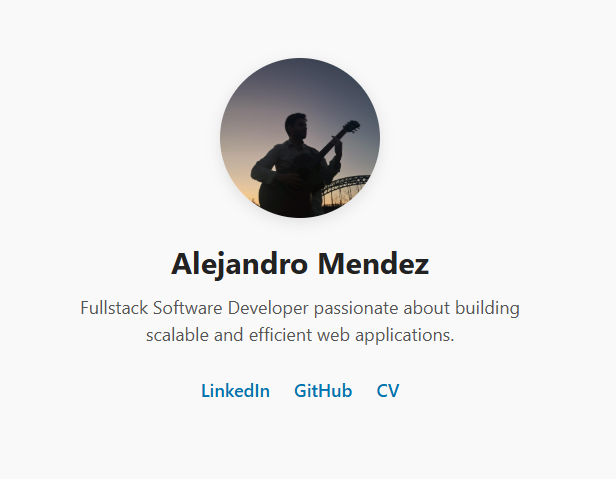 Alejandro Mendez
Fullstack Software Developer passionate about building
scalable and efficient web applications.
LinkedIn GitHub CV